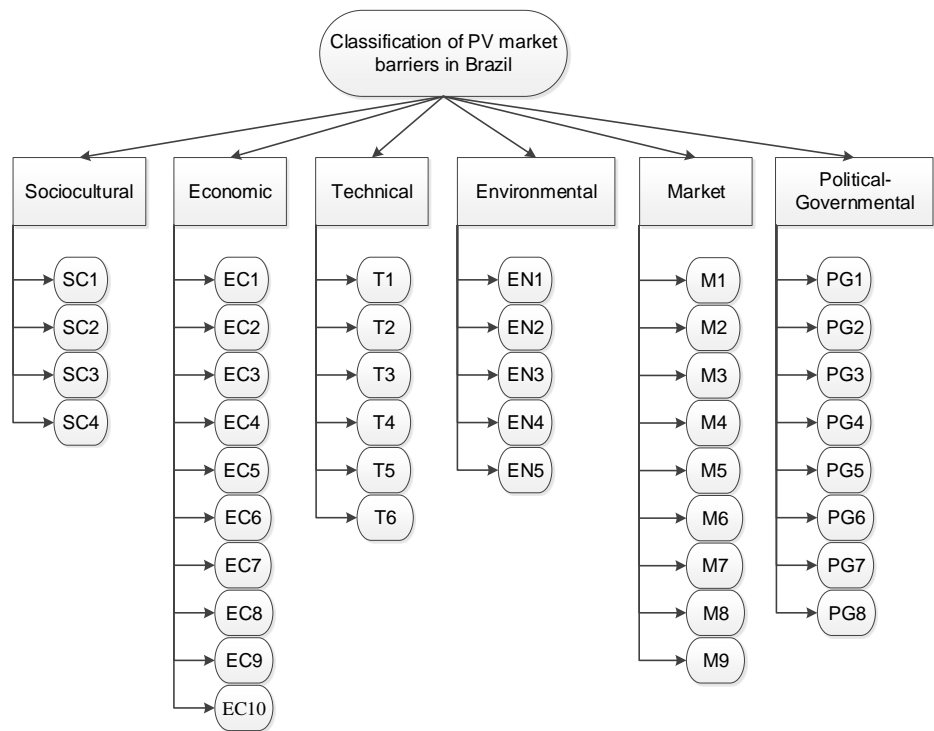 Classification of PV market
barriers in Brazil
Sociocultural
Economic
Technical
Environmental
Market
Political-
Governmental
SC1
SC2
SC3
SC4
EC1
EC2
EC3
EC4
EC5
EC6
EC7
EC8
EC9
EC10
T1
T2
T3
T4
T5
T6
EN1
EN2
EN3
EN4
EN5
M1
M2
M3
M4
M5
M6
M7
M8
M9
PG1
PG2
PG3
PG4
PG5
PG6
PG7
PG8